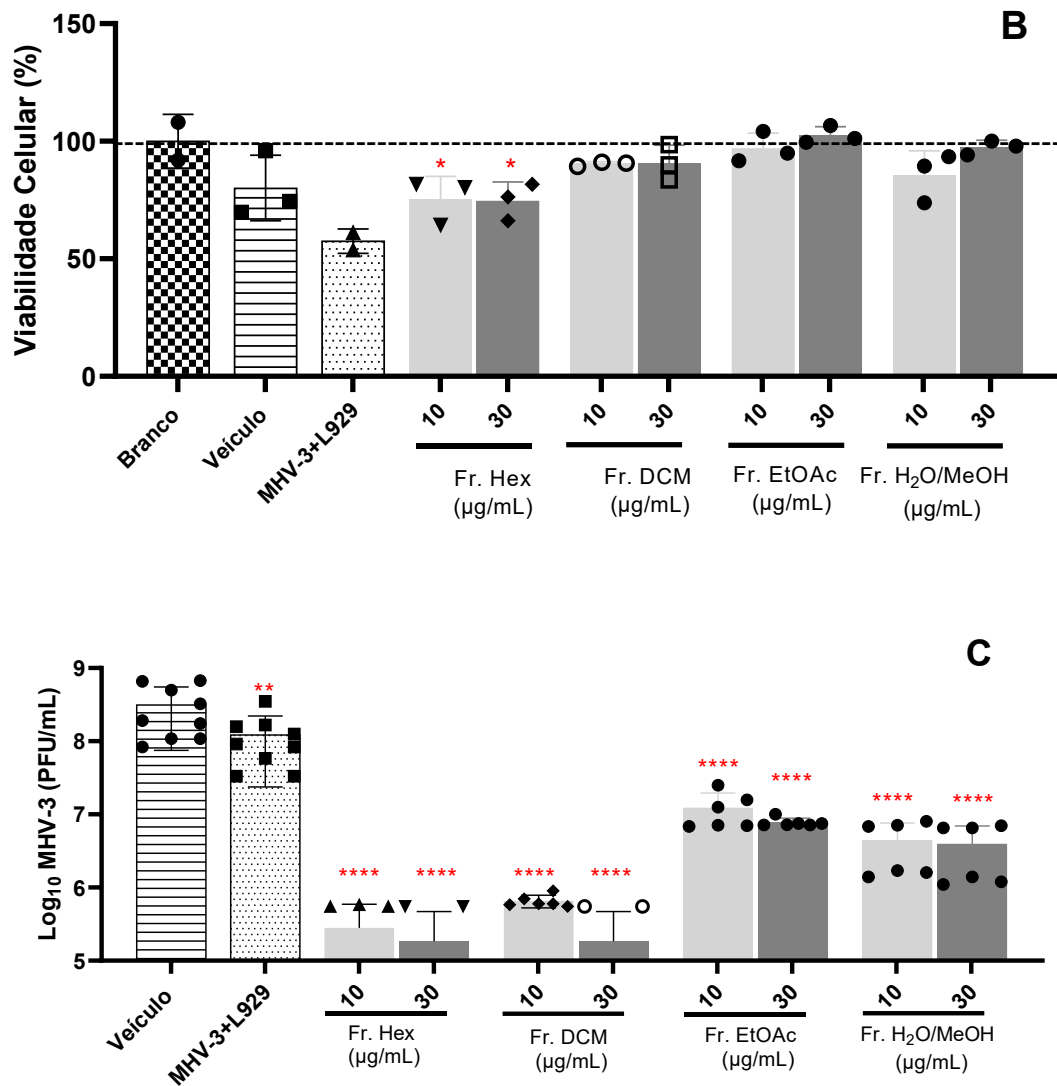 B
Viabilidade Celular (%)
150
100
50
0
* *
Branco
Veículo
MHV-3+L929
10 30 10 30 10 30 10 30
Fr. Hex
(µg/mL)
Fr. DCM
(µg/mL)
Fr. EtOAc
(µg/mL)
Fr. H₂O/MeOH
(µg/mL)
C
Log₁₀ MHV-3 (PFU/mL)
9
8
7
6
5
** **** **** **** **** **** **** **** ****
Veículo
MHV-3+L929
10 30 10 30 10 30 10 30
Fr. Hex
(µg/mL)
Fr. DCM
(µg/mL)
Fr. EtOAc
(µg/mL)
Fr. H₂O/MeOH
(µg/mL)